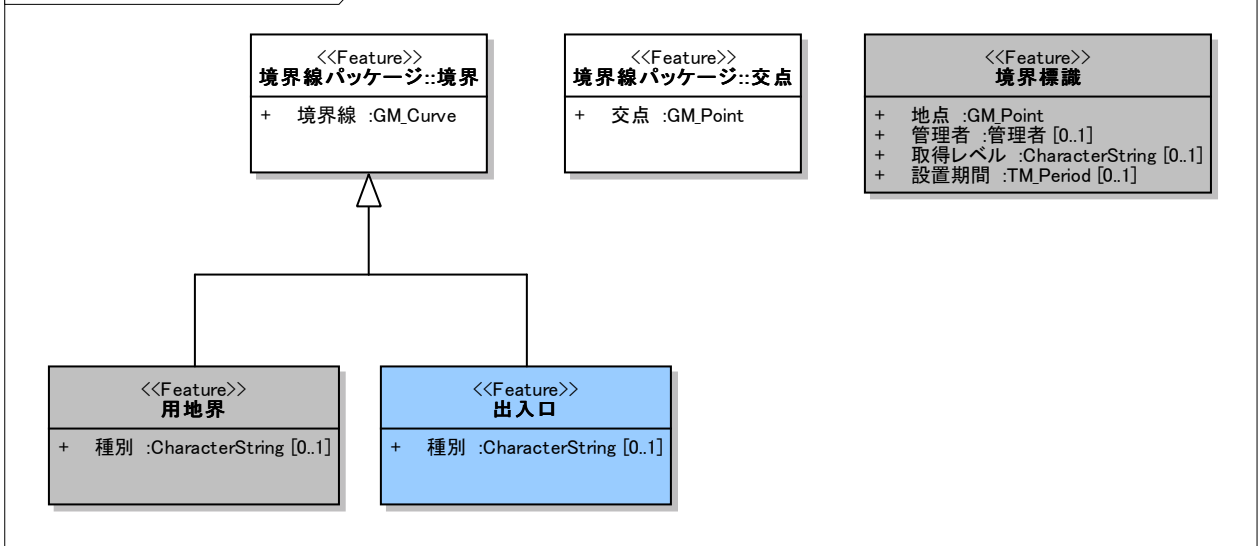 <<Feature>>
境界線パッケージ::境界
+ 境界線 :GM_Curve
<<Feature>>
境界線パッケージ::交点
+ 交点 :GM_Point
<<Feature>>
境界標識
+ 地点 :GM_Point
+ 管理者 :管理者 [0..1]
+ 取得レベル :CharacterString [0..1]
+ 設置期間 :TM_Period [0..1]
<<Feature>>
用地界
+ 種別 :CharacterString [0..1]
<<Feature>>
出入口
+ 種別 :CharacterString [0..1]